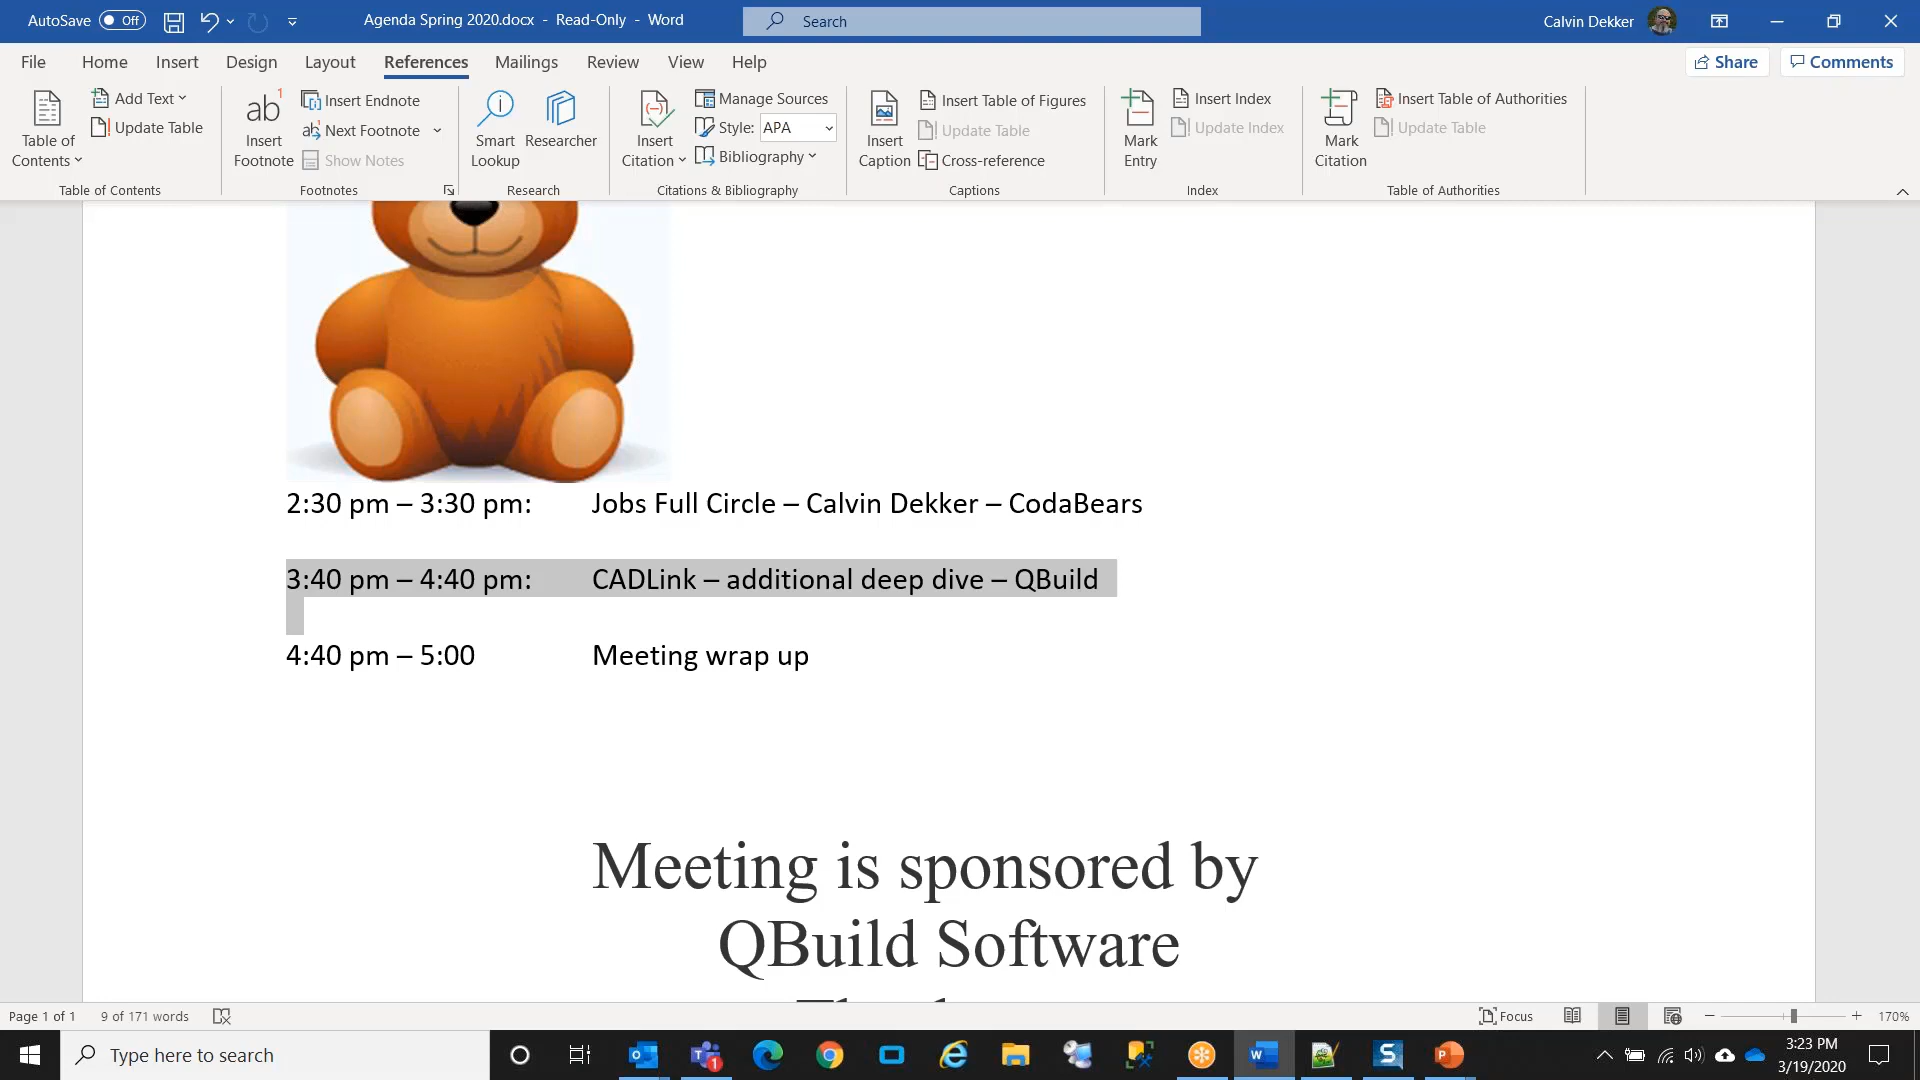 AutoSave Off Agenda Spring 2020.docx - Read-Only - Word Search Calvin Dekker
File Home Insert Design Layout References Mailings Review View Help Share Comments
Table of Contents
Add Text
Update Table
Table of Contents
ab 1
Insert Footnote
Insert Endnote
Next Footnote
Show Notes
Footnotes
Smart Lookup
Researcher
Research
Insert Citation
Manage Sources
Style: APA
Bibliography
Citations & Bibliography
Insert Caption
Insert Table of Figures
Update Table
Cross-reference
Captions
Mark Entry
Insert Index
Update Index
Index
Mark Citation
Insert Table of Authorities
Update Table
Table of Authorities
2:30 pm – 3:30 pm: Jobs Full Circle – Calvin Dekker – CodaBears
3:40 pm – 4:40 pm: CADLink – additional deep dive – QBuild
4:40 pm – 5:00 Meeting wrap up
Meeting is sponsored by
QBuild Software
Page 1 of 1 9 of 171 words Focus 170%
Type here to search 3:23 PM
3/19/2020